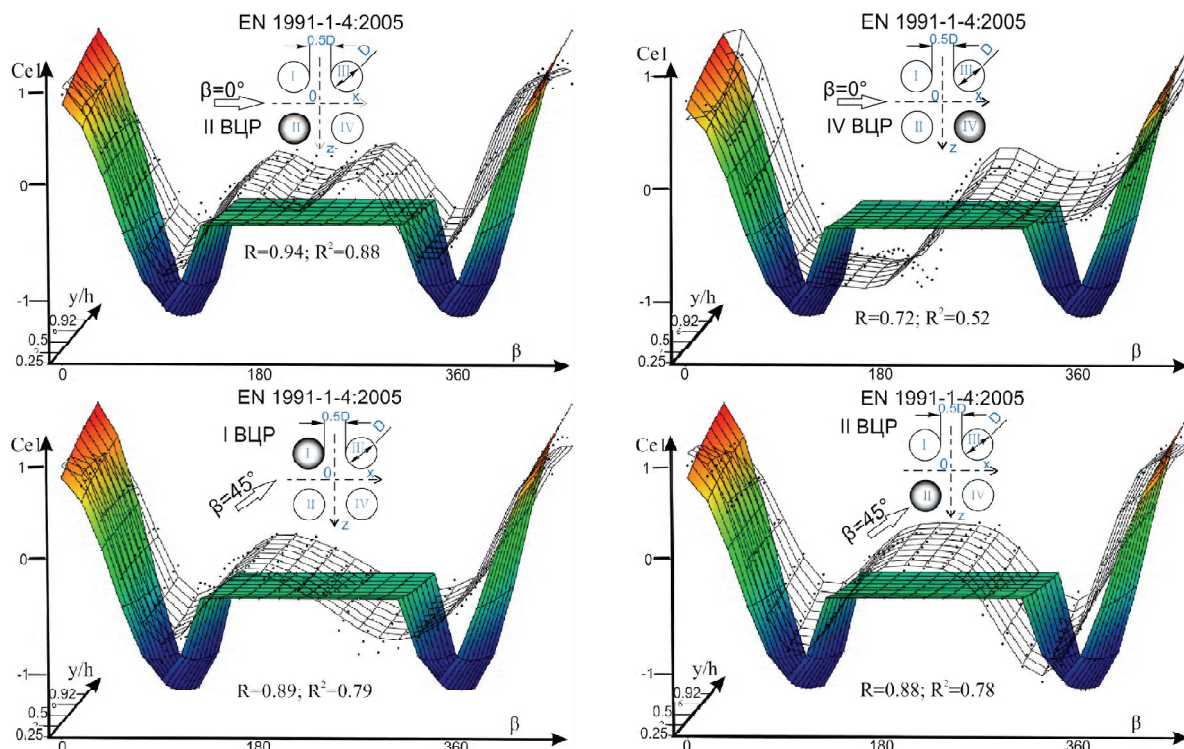 EN 1991-1-4:2005
0.5D
D
Ce1
I
III
1
β=0°
0
x
II ВЦР
II
IV
z
0
R=0.94; R²=0.88
-1
y/h
0.92
0.5
0.25
β
0
180
360
EN 1991-1-4:2005
0.5D
D
Ce1
I
III
1
β=0°
0
x
IV ВЦР
II
IV
z
0
R=0.72; R²=0.52
-1
y/h
0.92
0.5
0.25
β
0
180
360
EN 1991-1-4:2005
0.5D
D
I ВЦР
Ce1
I
III
1
0
x
β=45°
II
IV
z
0
R=0.89; R²=0.79
-1
y/h
0.92
0.5
0.25
β
0
180
360
EN 1991-1-4:2005
0.5D
D
II ВЦР
Ce1
I
III
1
0
x
β=45°
II
IV
z
0
R=0.88; R²=0.78
-1
y/h
0.92
0.5
0.25
β
0
180
360